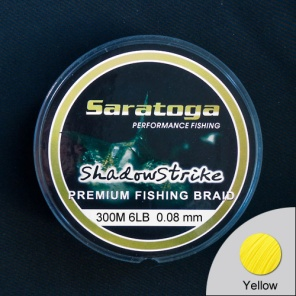 Saratoga
PERFORMANCE FISHING
ShadowStrike
PREMIUM FISHING BRAID
300M 6LB 0.08 mm
Yellow